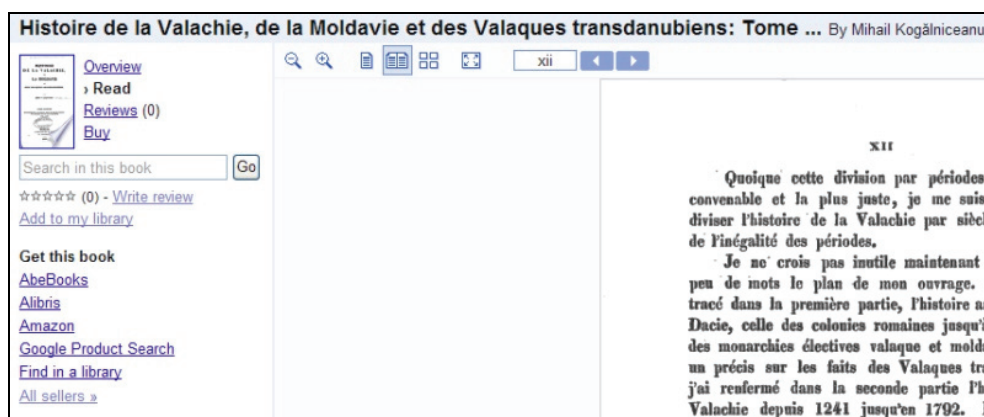 Histoire de la Valachie, de la Moldavie et des Valaques transdanubiens: Tome ... By Mihail Kogălniceanu
Overview
› Read
Reviews (0)
Buy
Search in this book Go
☆☆☆☆☆ (0) - Write review
Add to my library
Get this book
AbeBooks
Alibris
Amazon
Google Product Search
Find in a library
All sellers »
xii
XII
Quoique cette division par périodes
convenable et la plus juste, je me suis
diviser l'histoire de la Valachie par
de l'inégalité des périodes.
Je ne crois pas inutile maintenant
peu de mots le plan de mon ouvrage.
tracé dans la première partie, l'histoire
Dacie, celle des colonies romaines
des monarchies électives valaque et
un précis sur les faits des Valaques
j'ai renfermé dans la seconde partie
Valachie depuis 1241 jusqu'en 1792.